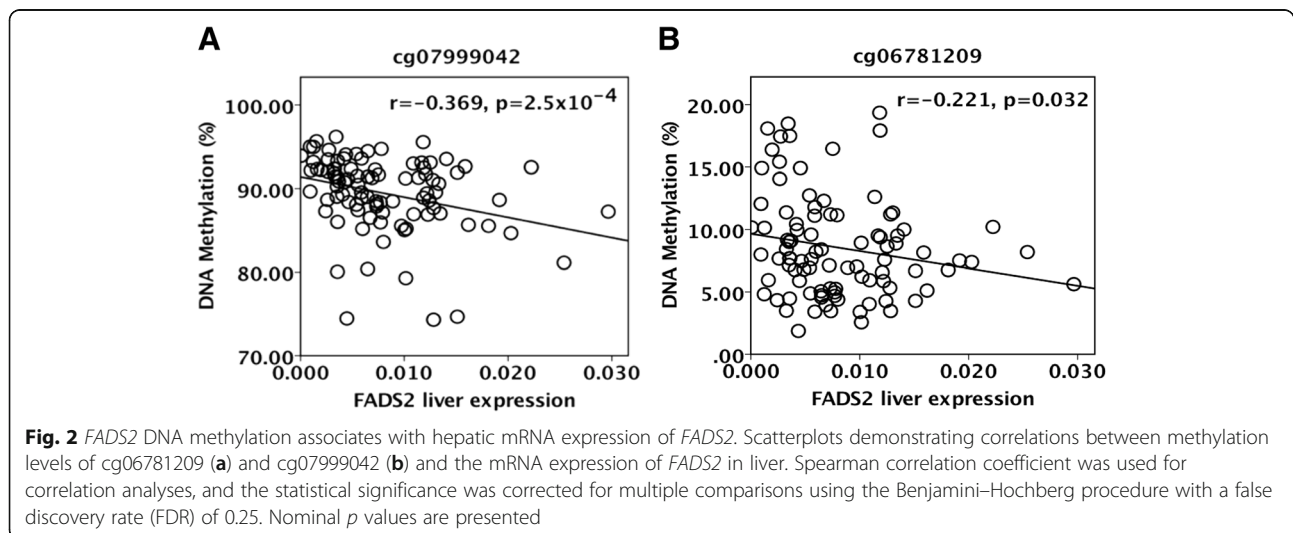 A
cg07999042
r=−0.369, p=2.5x10⁻⁴
100.00
90.00
80.00
70.00
DNA Methylation (%)
0.000 0.010 0.020 0.030
FADS2 liver expression
B
cg06781209
r=−0.221, p=0.032
20.00
15.00
10.00
5.00
.00
DNA Methylation (%)
0.000 0.010 0.020 0.030
FADS2 liver expression
Fig. 2 FADS2 DNA methylation associates with hepatic mRNA expression of FADS2. Scatterplots demonstrating correlations between methylation
levels of cg06781209 (a) and cg07999042 (b) and the mRNA expression of FADS2 in liver. Spearman correlation coefficient was used for
correlation analyses, and the statistical significance was corrected for multiple comparisons using the Benjamini–Hochberg procedure with a false
discovery rate (FDR) of 0.25. Nominal p values are presented